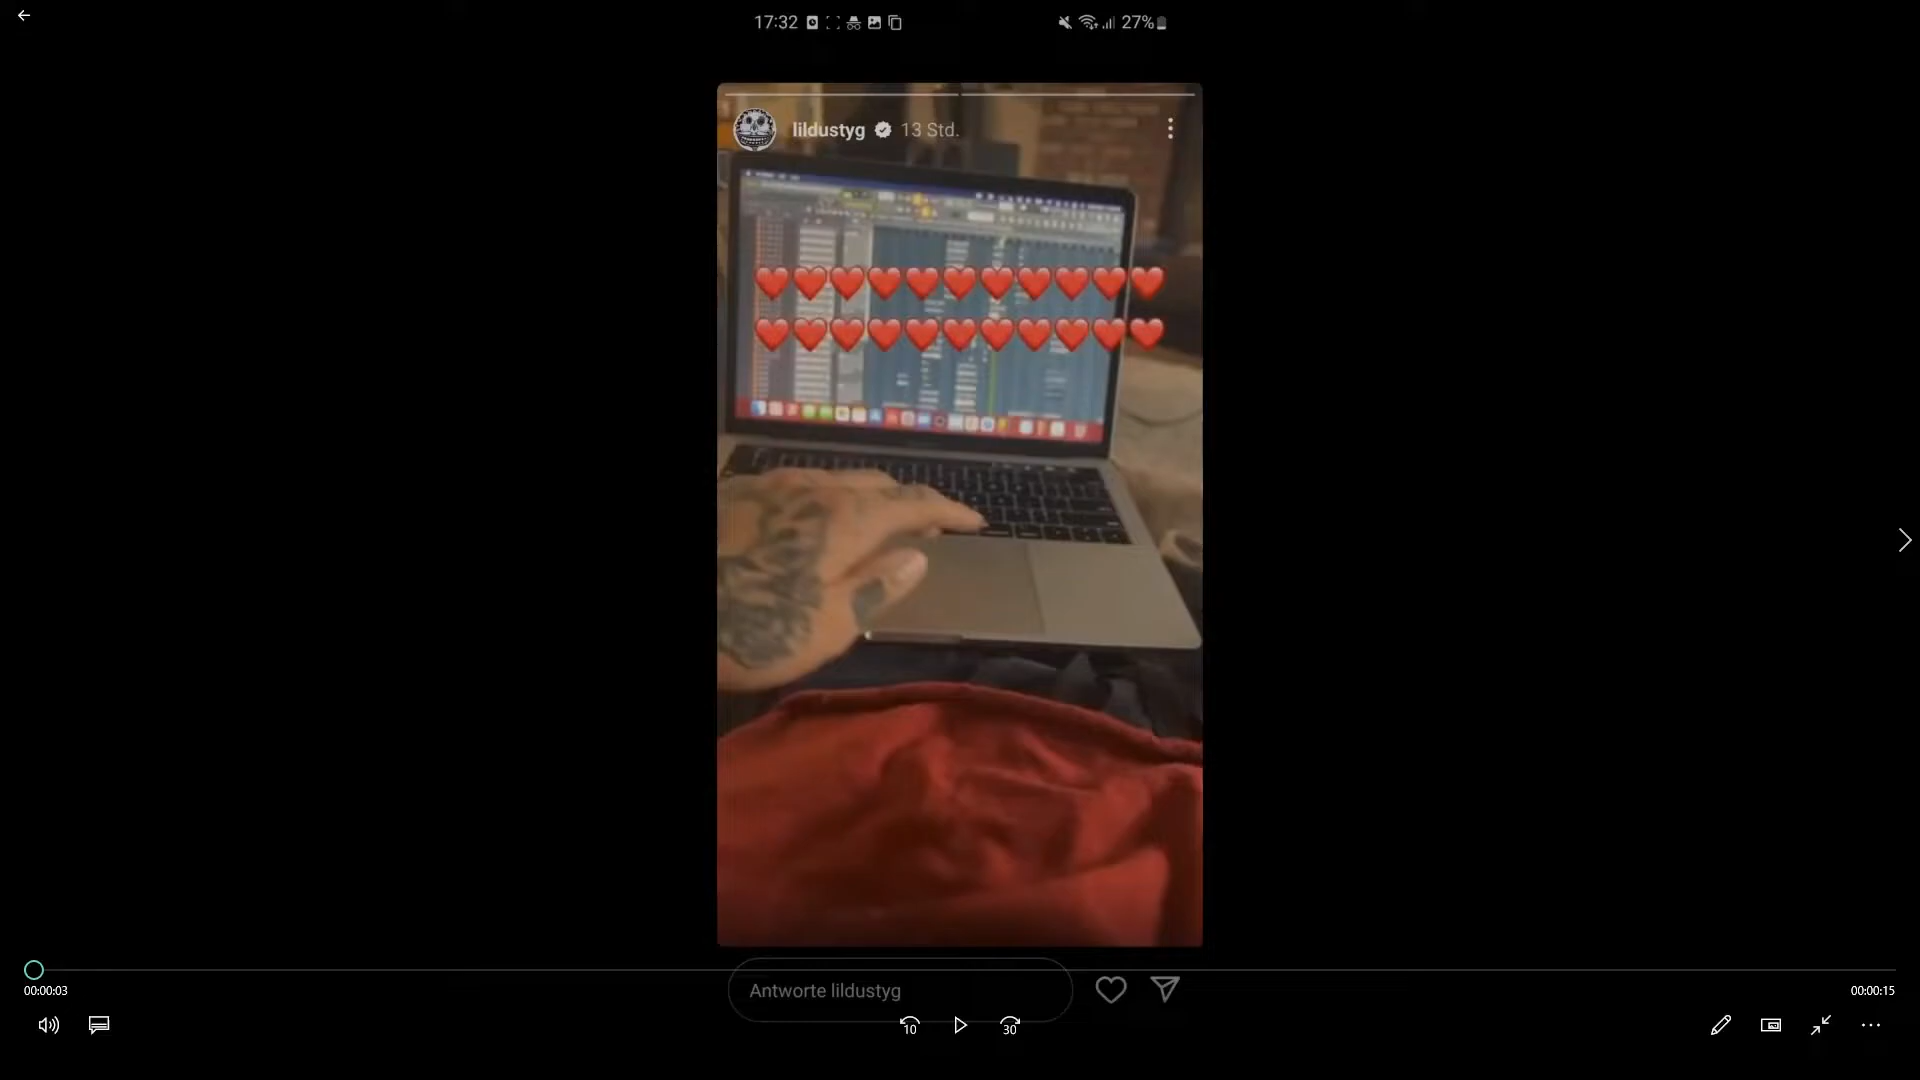 17:32 27%
lildustyg 13 Std.
❤️❤️❤️❤️❤️❤️❤️❤️❤️❤️❤️
❤️❤️❤️❤️❤️❤️❤️❤️❤️❤️❤️
00:00:03 00:00:15
Antworte lildustyg
10 30